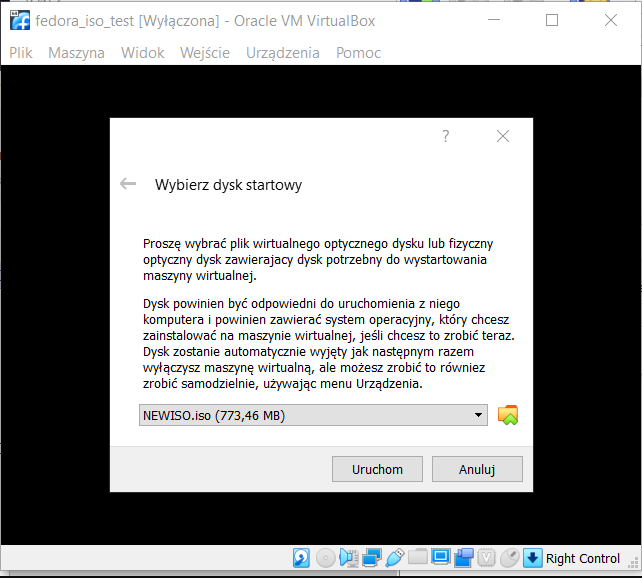 fedora_iso_test [Wyłączona] - Oracle VM VirtualBox
Plik Maszyna Widok Wejście Urządzenia Pomoc
?
Wybierz dysk startowy
Proszę wybrać plik wirtualnego optycznego dysku lub fizyczny
optyczny dysk zawierajacy dysk potrzebny do wystartowania
maszyny wirtualnej.
Dysk powinien być odpowiedni do uruchomienia z niego
komputera i powinien zawierać system operacyjny, który chcesz
zainstalować na maszynie wirtualnej, jeśli chcesz to zrobić teraz.
Dysk zostanie automatycznie wyjęty jak następnym razem
wyłączysz maszynę wirtualną, ale możesz zrobić to również
zrobić samodzielnie, używając menu Urządzenia.
NEWISO.iso (773,46 MB)
Uruchom Anuluj
Right Control